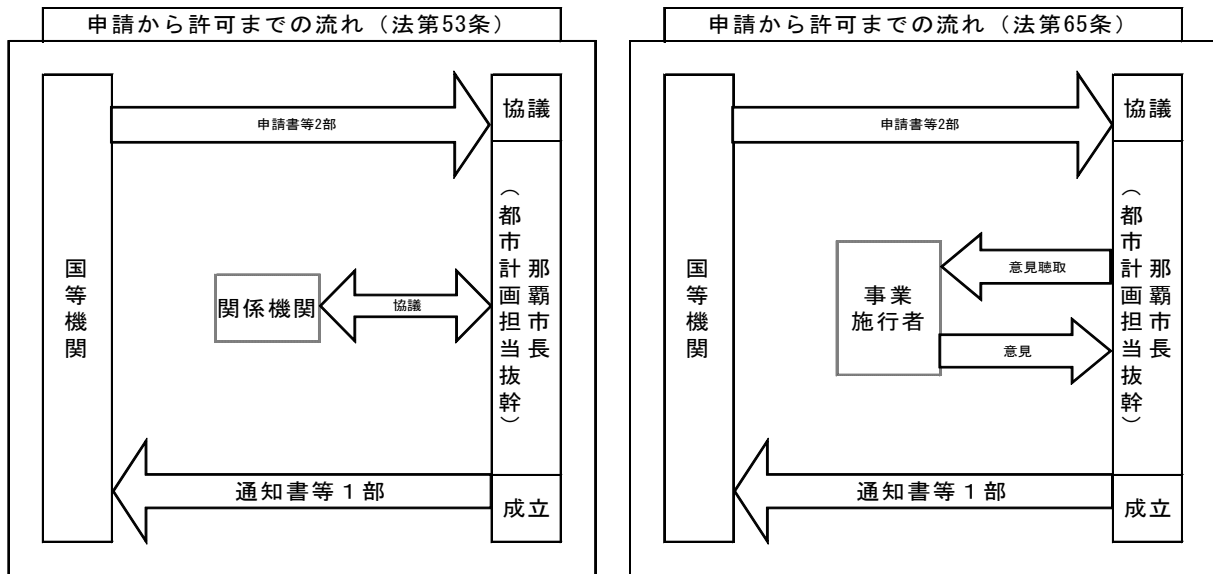 申請から許可までの流れ（法第53条）
国等機関
申請書等2部
協議
関係機関
協議
那覇市長
（都市計画担当抜幹）
通知書等１部
成立
申請から許可までの流れ（法第65条）
国等機関
申請書等2部
協議
事業
施行者
意見聴取
意見
那覇市長
（都市計画担当抜幹）
通知書等１部
成立